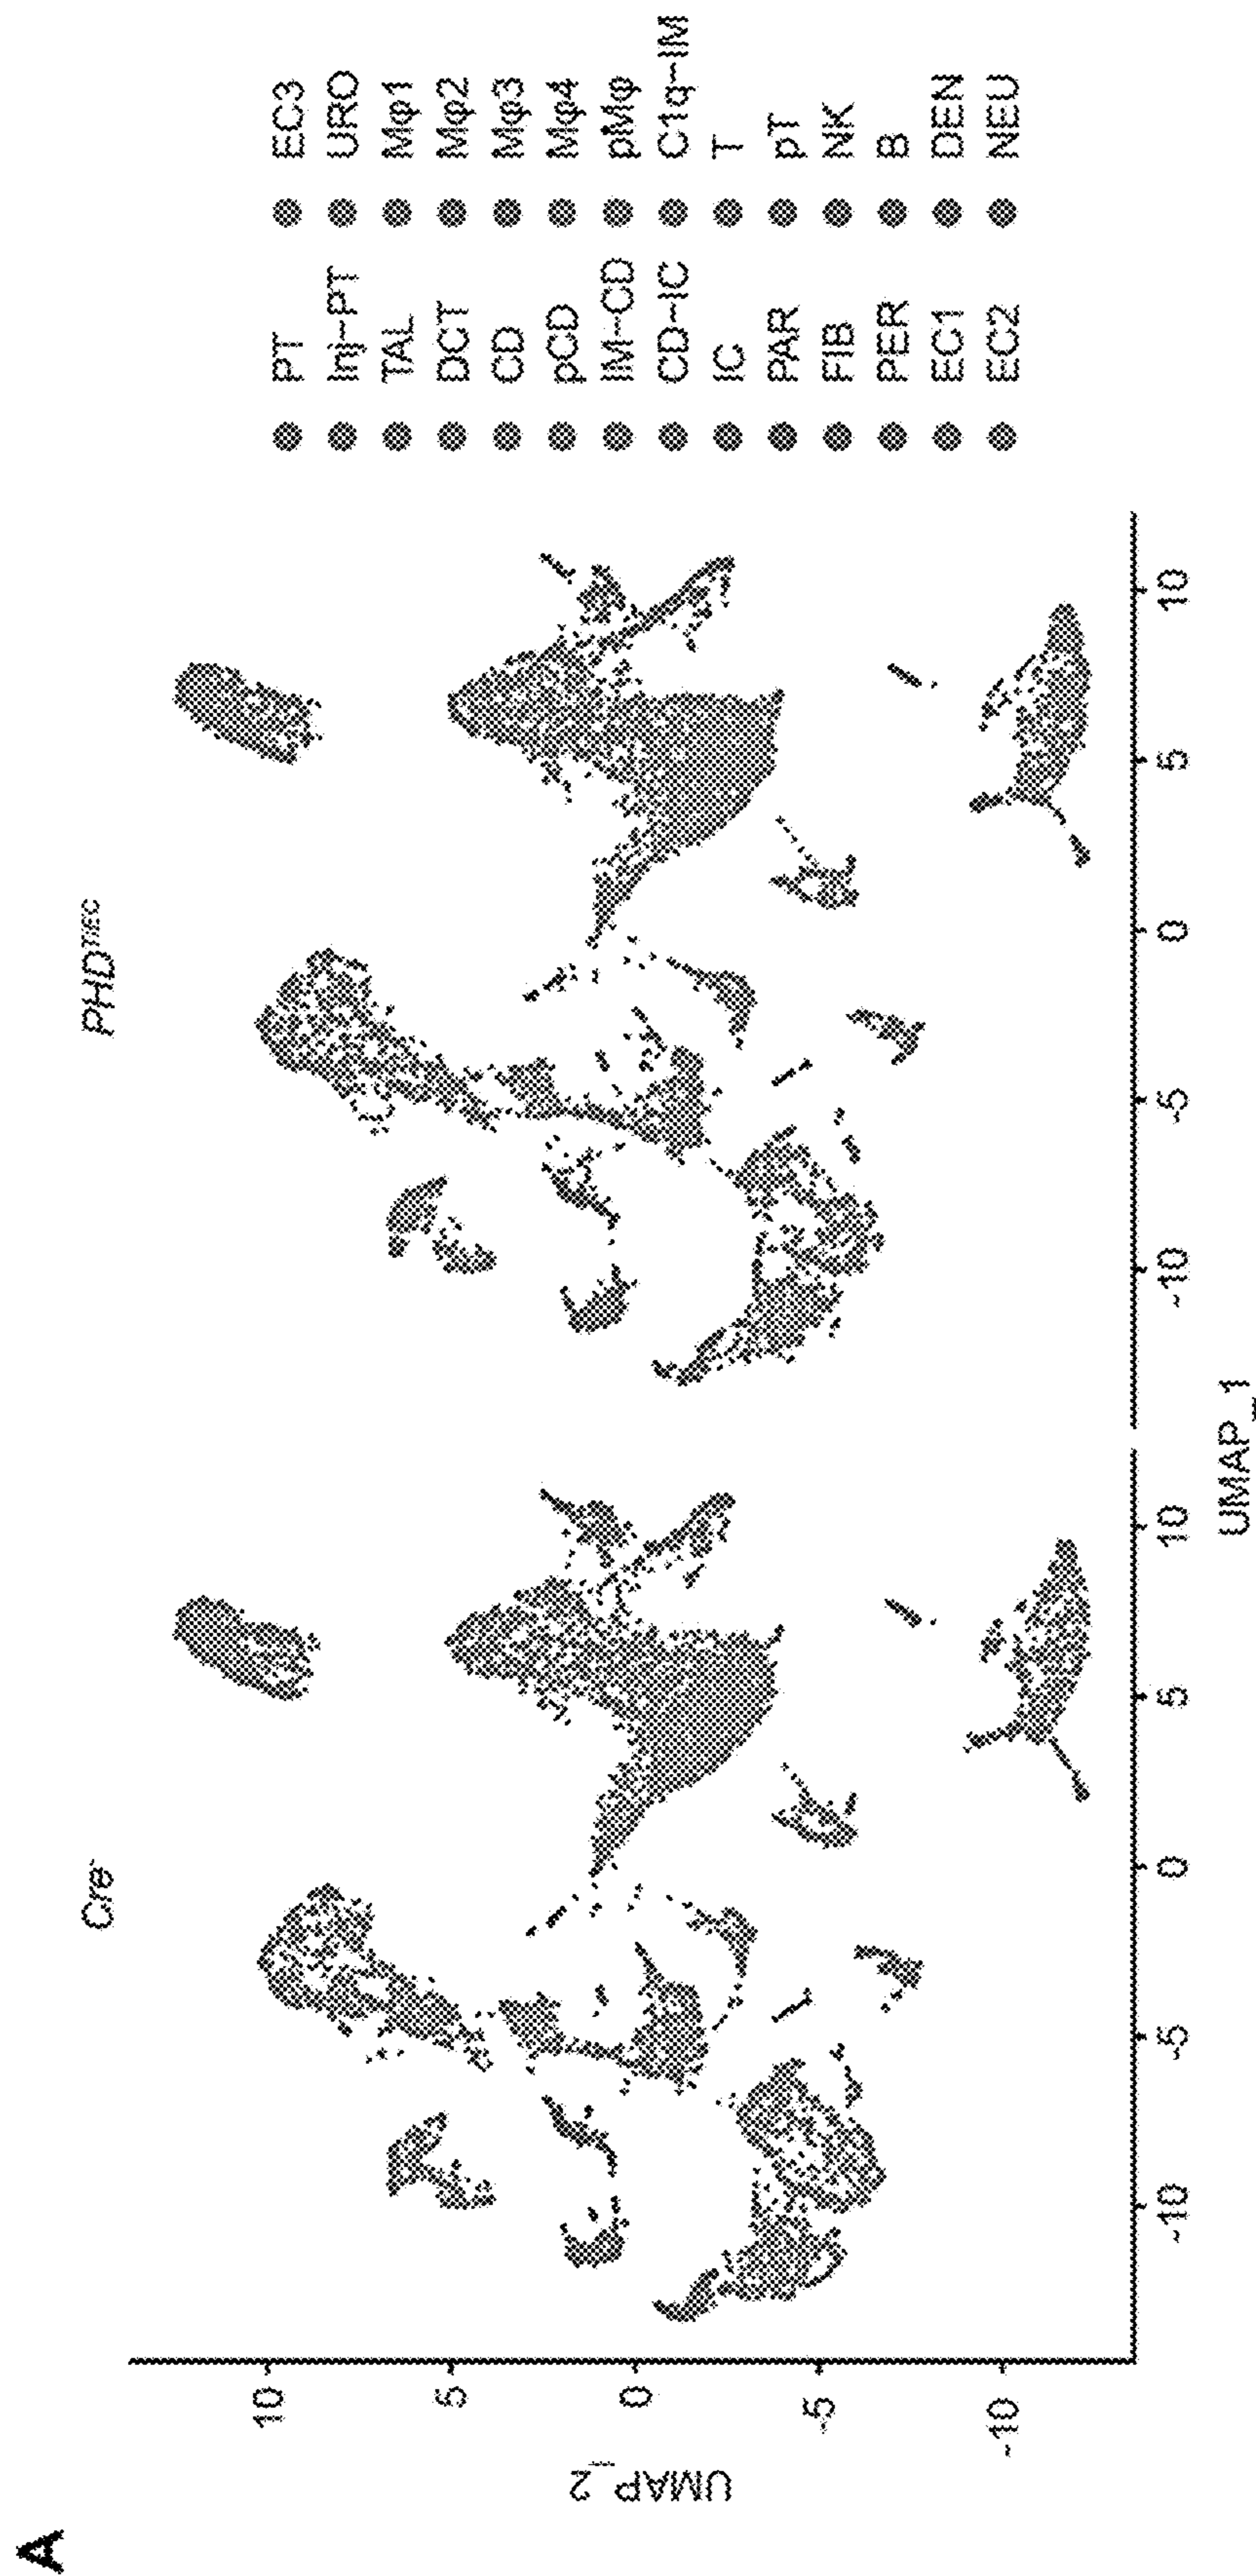 A
Cre⁻
PHDᵀⁱᴱᶜ
UMAP_2
10
5
0
-5
-10
-10
-5
0
5
10
-10
-5
0
5
10
UMAP_1
PT
Inj-PT
TAL
DCT
CD
pCD
IM-CD
CD-IC
IC
PAR
FIB
PER
EC1
EC2
EC3
URO
Mφ1
Mφ2
Mφ3
Mφ4
pMφ
C1q-IM
T
pT
NK
B
DEN
NEU